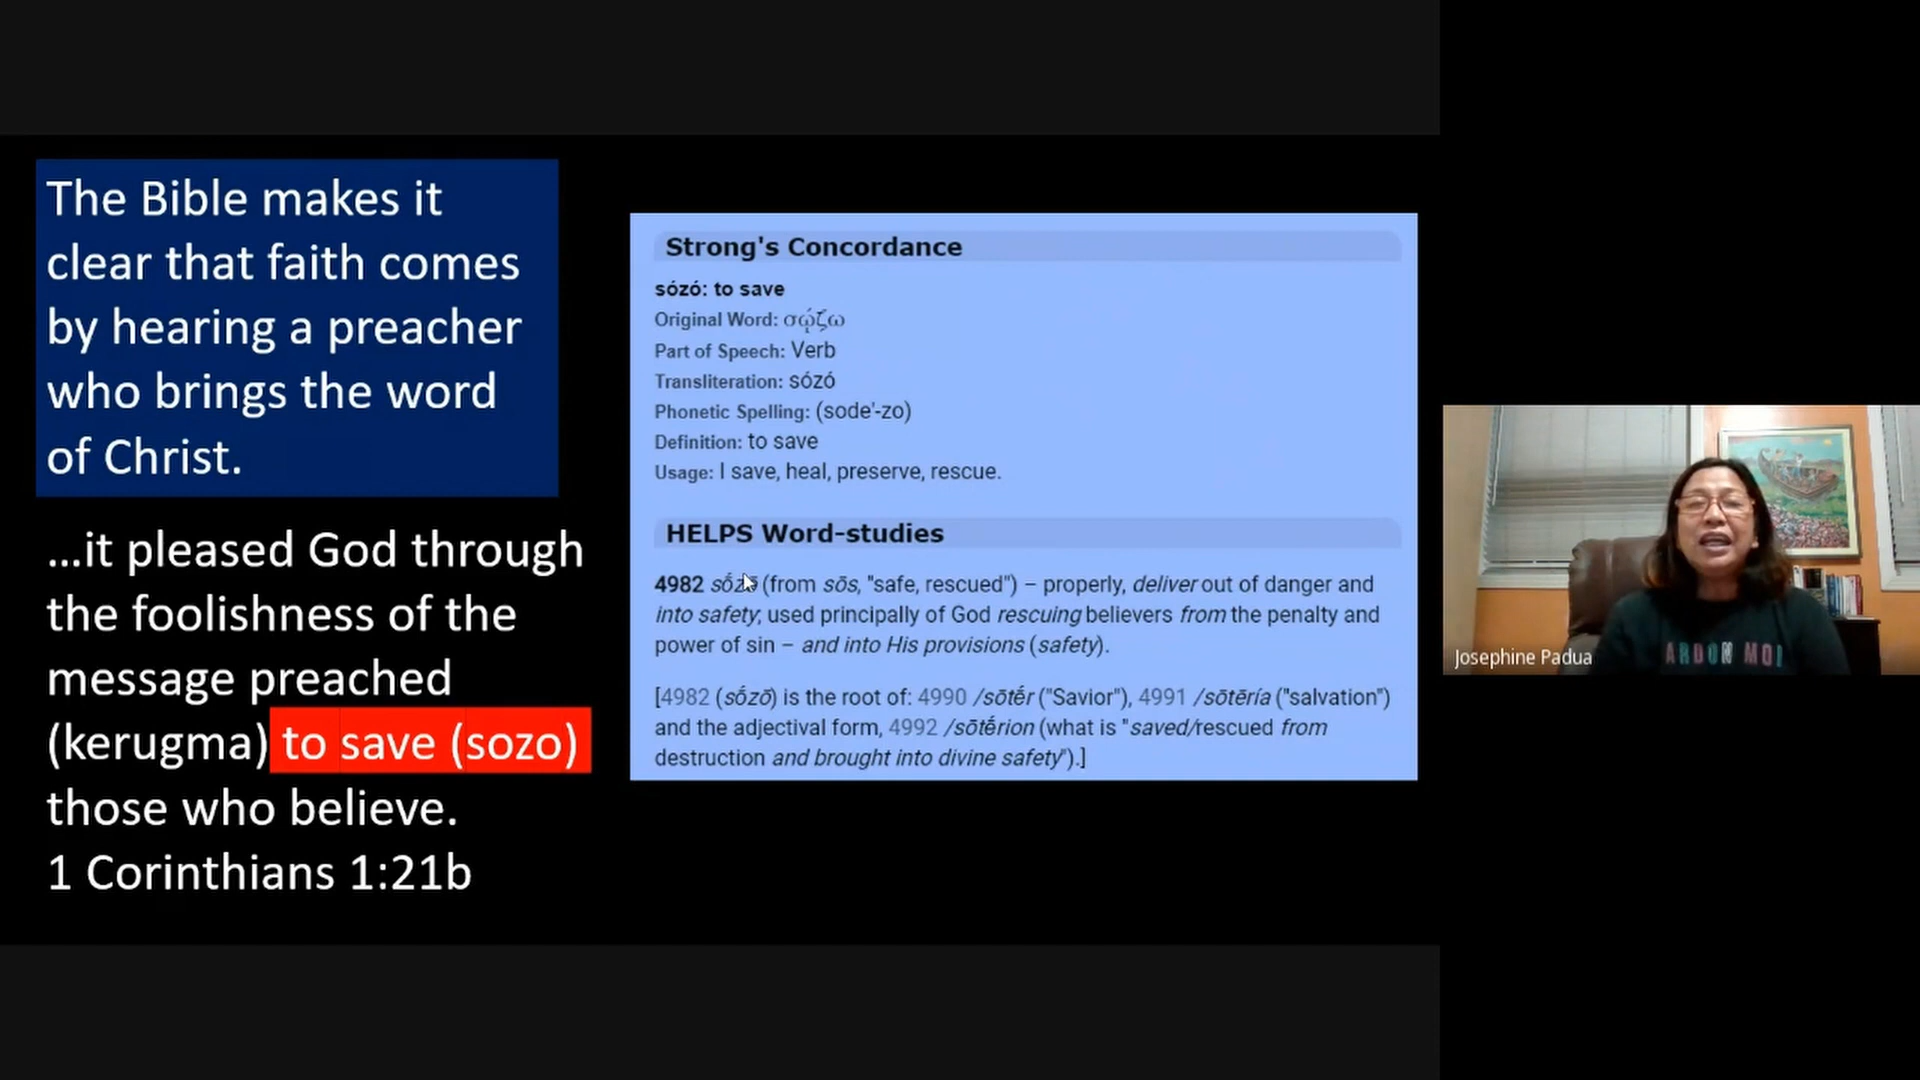 The Bible makes it
clear that faith comes
by hearing a preacher
who brings the word
of Christ.
...it pleased God through
the foolishness of the
message preached
(kerugma) to save (sozo)
those who believe.
1 Corinthians 1:21b
Strong's Concordance
sózó: to save
Original Word: σῴζω
Part of Speech: Verb
Transliteration: sózó
Phonetic Spelling: (sode'-zo)
Definition: to save
Usage: I save, heal, preserve, rescue.
HELPS Word-studies
4982 sṓzō (from sōs, "safe, rescued") – properly, deliver out of danger and
into safety; used principally of God rescuing believers from the penalty and
power of sin – and into His provisions (safety).
[4982 (sṓzō) is the root of: 4990 /sōtḗr ("Savior"), 4991 /sōtēría ("salvation")
and the adjectival form, 4992 /sōtḗrion (what is "saved/rescued from
destruction and brought into divine safety").]
ARDON MOI
Josephine Padua